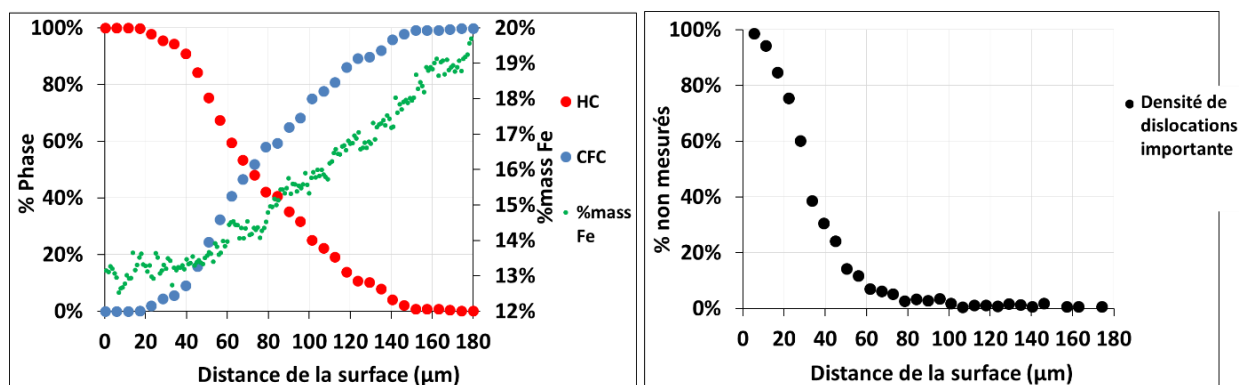 100%
80%
60%
40%
20%
0%
% Phase
20%
19%
18%
17%
16%
15%
14%
13%
12%
%mass Fe
0 20 40 60 80 100 120 140 160 180
Distance de la surface (µm)
HC
CFC
%mass
Fe
100%
80%
60%
40%
20%
0%
% non mesurés
0 20 40 60 80 100 120 140 160 180
Distance de la surface (µm)
Densité de
dislocations
importante